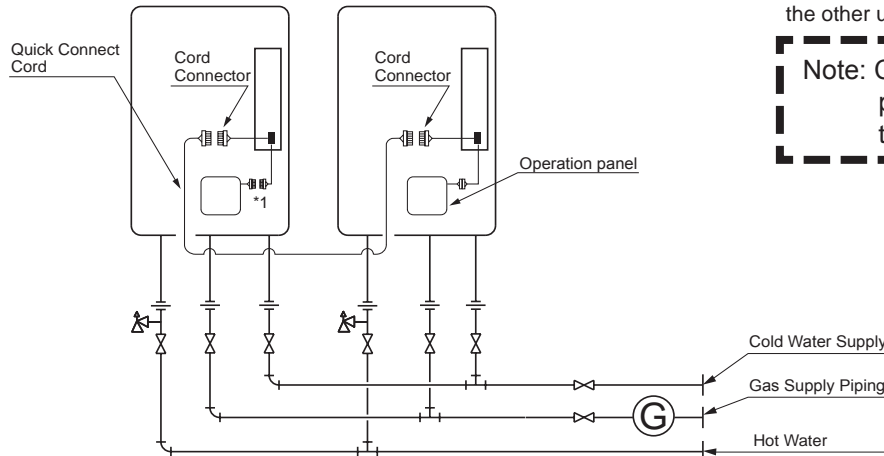 the other u
Note: C
p
t
Quick Connect
Cord
Cord
Connector
Cord
Connector
Operation panel
*1
Cold Water Supply
Gas Supply Piping
G
Hot Water